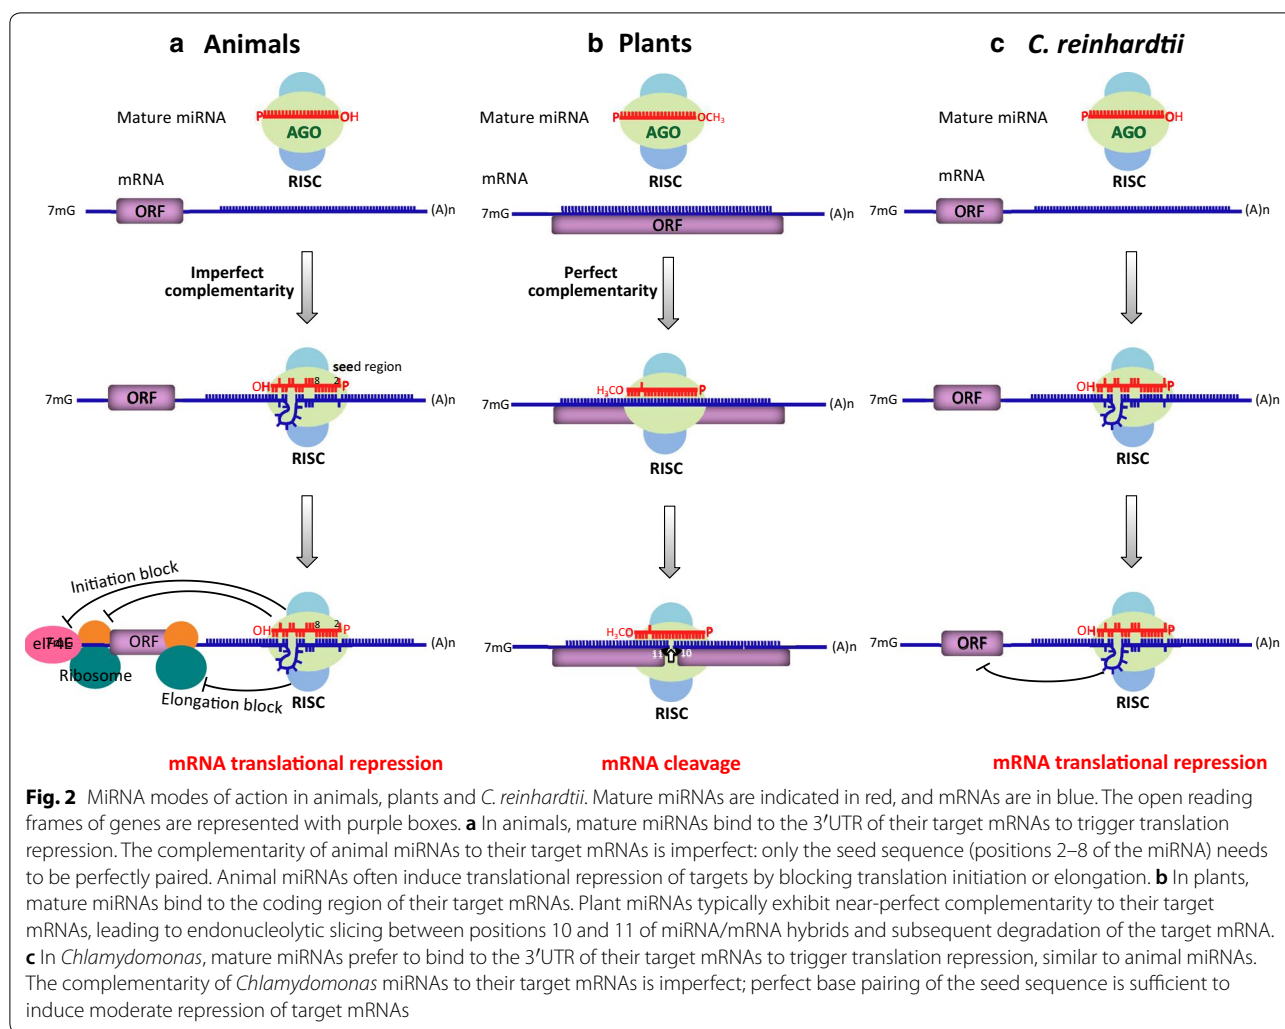 a Animals
Mature miRNA
P
OH
AGO
RISC
mRNA
7mG
ORF
(A)n
Imperfect
complementarity
seed region
OH
8
2
P
7mG
ORF
(A)n
RISC
Initiation block
OH
8
2
P
eIF4E
ORF
(A)n
Ribosome
Elongation block
RISC
mRNA translational repression
b Plants
Mature miRNA
P
OCH₃
AGO
RISC
mRNA
7mG
ORF
(A)n
Perfect
complementarity
H₃CO
P
7mG
(A)n
RISC
H₃CO
P
7mG
(A)n
11
10
RISC
mRNA cleavage
c C. reinhardtii
Mature miRNA
P
OH
AGO
RISC
mRNA
7mG
ORF
(A)n
OH
P
7mG
ORF
(A)n
RISC
OH
P
7mG
ORF
(A)n
RISC
mRNA translational repression
Fig. 2 MiRNA modes of action in animals, plants and C. reinhardtii. Mature miRNAs are indicated in red, and mRNAs are in blue. The open reading
frames of genes are represented with purple boxes. a In animals, mature miRNAs bind to the 3′UTR of their target mRNAs to trigger translation
repression. The complementarity of animal miRNAs to their target mRNAs is imperfect: only the seed sequence (positions 2–8 of the miRNA) needs
to be perfectly paired. Animal miRNAs often induce translational repression of targets by blocking translation initiation or elongation. b In plants,
mature miRNAs bind to the coding region of their target mRNAs. Plant miRNAs typically exhibit near-perfect complementarity to their target
mRNAs, leading to endonucleolytic slicing between positions 10 and 11 of miRNA/mRNA hybrids and subsequent degradation of the target mRNA.
c In Chlamydomonas, mature miRNAs prefer to bind to the 3′UTR of their target mRNAs to trigger translation repression, similar to animal miRNAs.
The complementarity of Chlamydomonas miRNAs to their target mRNAs is imperfect; perfect base pairing of the seed sequence is sufficient to
induce moderate repression of target mRNAs